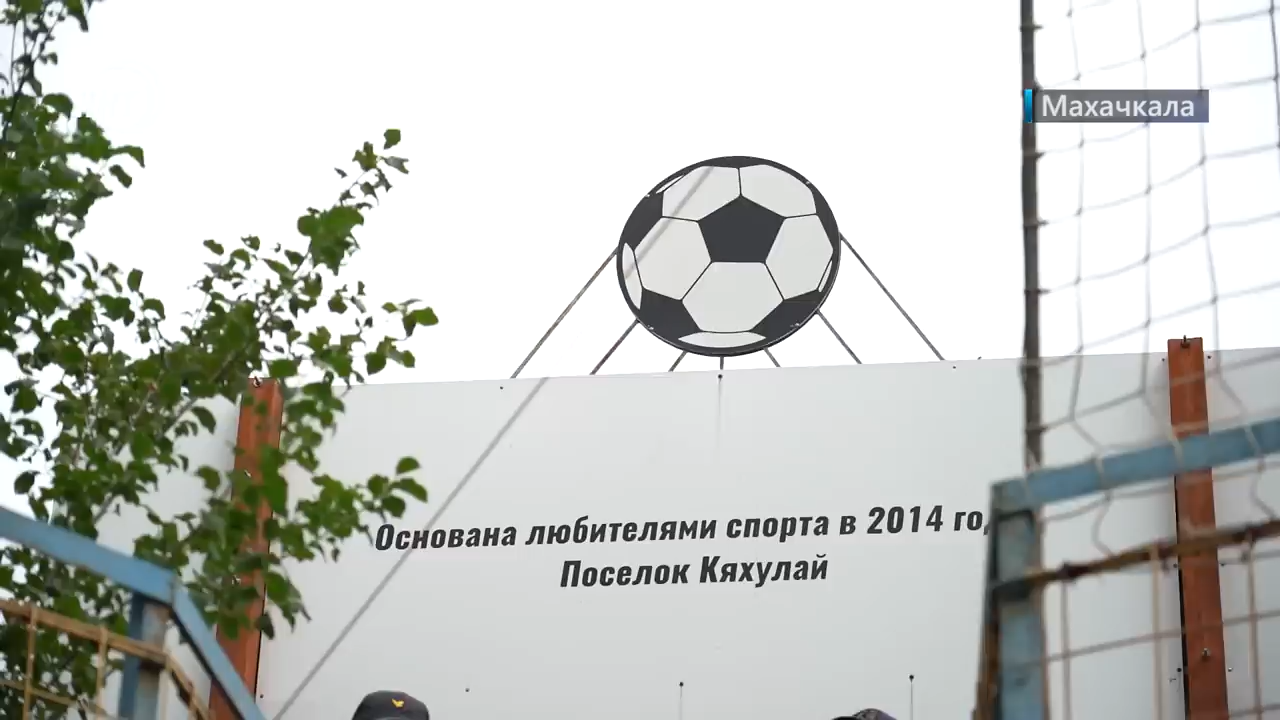 Махачкала
Основана любителями спорта в 2014 го
Поселок Кяхулай